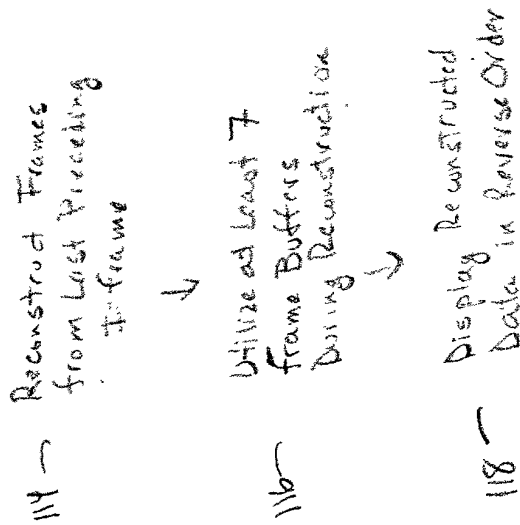 114 Reconstruct Frames
from Last Preceding
I-frame
116 Utilize at Least 7
Frame Buffers
During Reconstruction
118 Display Reconstructed
Data in Reverse Order